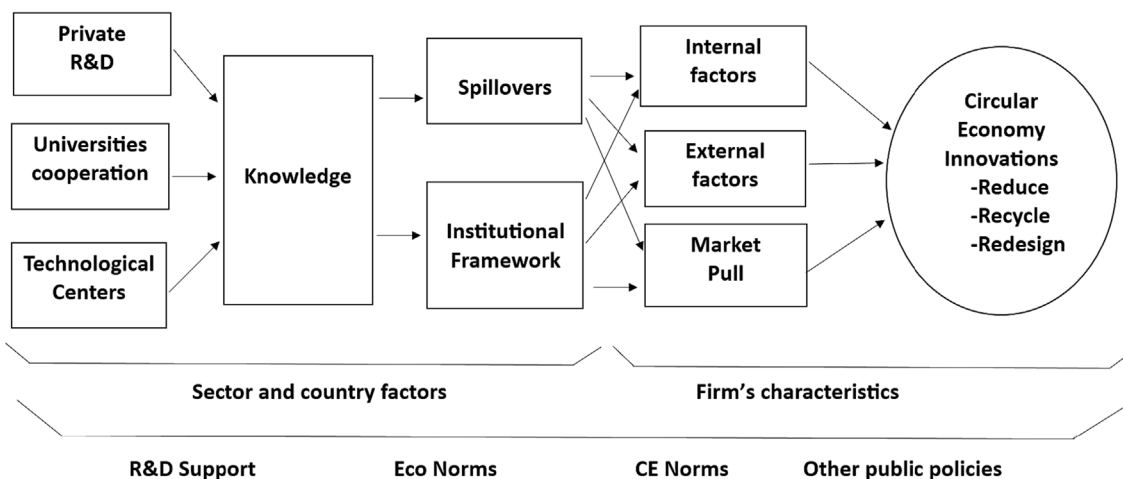 Private
R&D
Universities
cooperation
Technological
Centers
Knowledge
Spillovers
Institutional
Framework
Internal
factors
External
factors
Market
Pull
Circular
Economy
Innovations
-Reduce
-Recycle
-Redesign
Sector and country factors
Firm's characteristics
R&D Support
Eco Norms
CE Norms
Other public policies